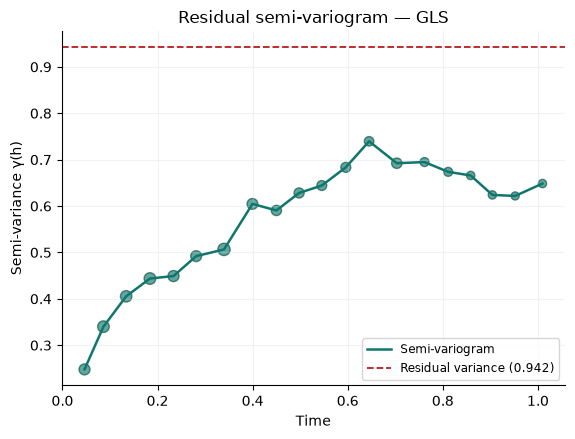 Residual semi-variogram — GLS
Semi-variance γ(h)
0.9
0.8
0.7
0.6
0.5
0.4
0.3
0.0 0.2 0.4 0.6 0.8 1.0
Time
Semi-variogram
Residual variance (0.942)